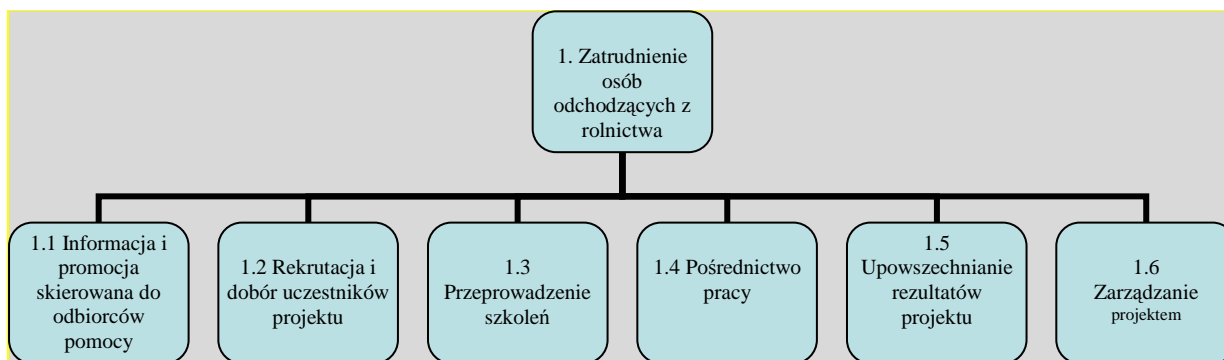 1. Zatrudnienie
osób
odchodzących z
rolnictwa
1.1 Informacja i
promocja
skierowana do
odbiorców
pomocy
1.2 Rekrutacja i
dobór uczestników
projektu
1.3
Przeprowadzenie
szkoleń
1.4 Pośrednictwo
pracy
1.5
Upowszechnianie
rezultatów
projektu
1.6
Zarządzanie
projektem